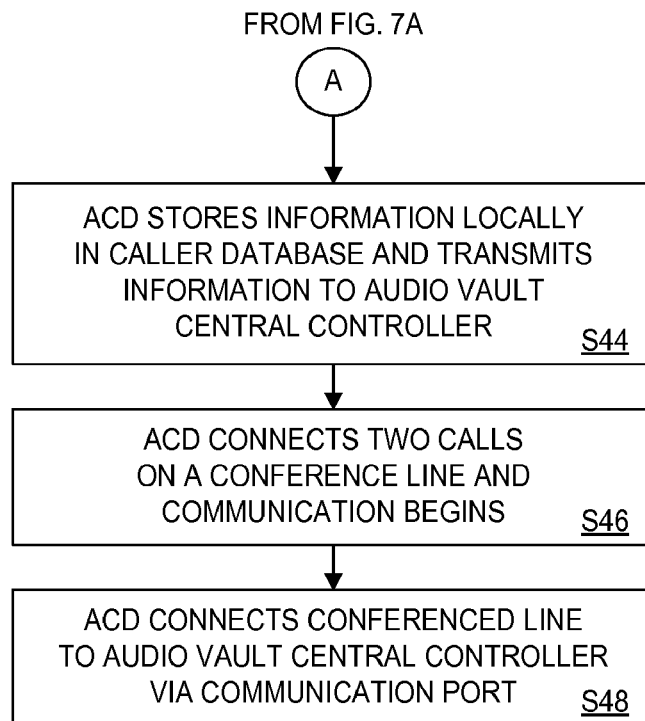 FROM FIG. 7A
A
ACD STORES INFORMATION LOCALLY
IN CALLER DATABASE AND TRANSMITS
INFORMATION TO AUDIO VAULT
CENTRAL CONTROLLER
S44
ACD CONNECTS TWO CALLS
ON A CONFERENCE LINE AND
COMMUNICATION BEGINS
S46
ACD CONNECTS CONFERENCED LINE
TO AUDIO VAULT CENTRAL CONTROLLER
VIA COMMUNICATION PORT
S48